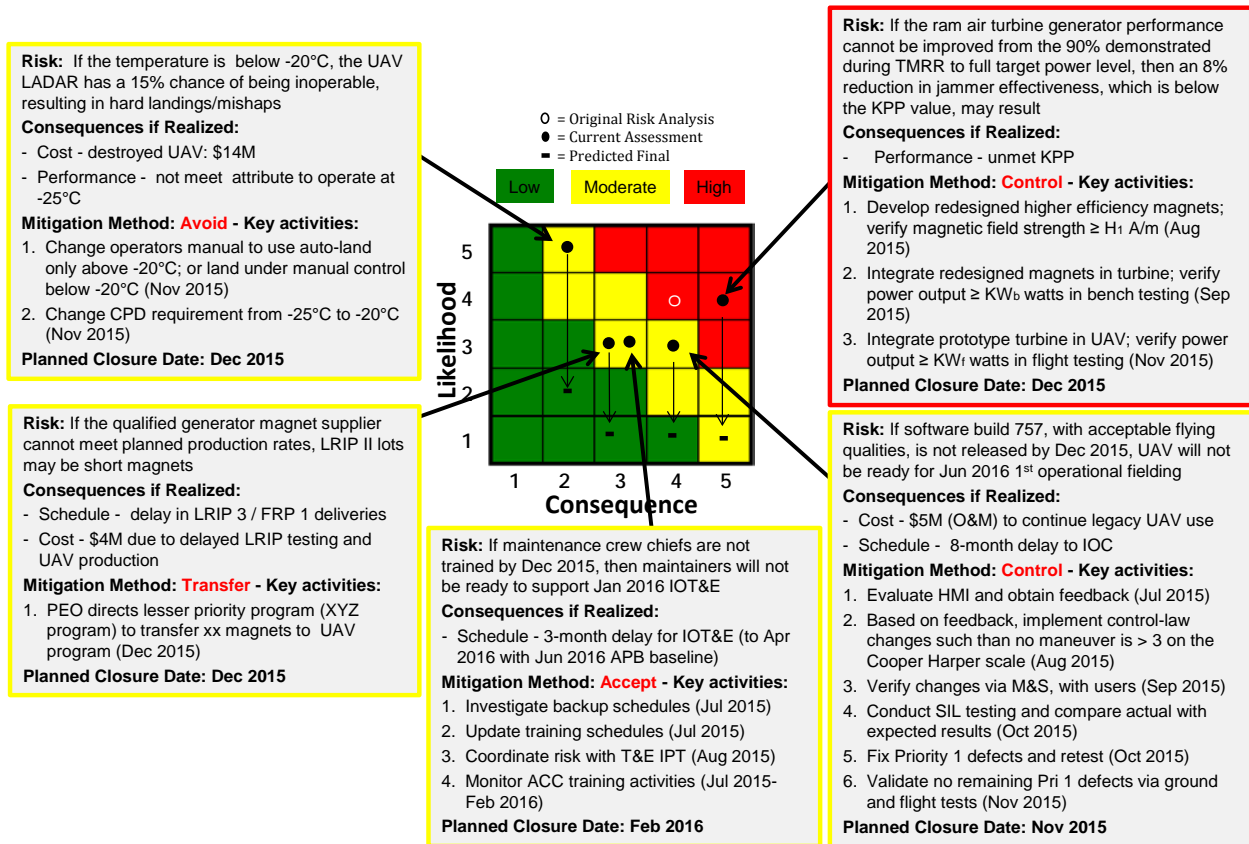 Risk: If the temperature is below -20°C, the UAV
LADAR has a 15% chance of being inoperable,
resulting in hard landings/mishaps
Consequences if Realized:
- Cost - destroyed UAV: $14M
- Performance - not meet attribute to operate at
-25°C
Mitigation Method: Avoid - Key activities:
1. Change operators manual to use auto-land
only above -20°C; or land under manual control
below -20°C (Nov 2015)
2. Change CPD requirement from -25°C to -20°C
(Nov 2015)
Planned Closure Date: Dec 2015
Risk: If the qualified generator magnet supplier
cannot meet planned production rates, LRIP II lots
may be short magnets
Consequences if Realized:
- Schedule - delay in LRIP 3 / FRP 1 deliveries
- Cost - $4M due to delayed LRIP testing and
UAV production
Mitigation Method: Transfer - Key activities:
1. PEO directs lesser priority program (XYZ
program) to transfer xx magnets to UAV
program (Dec 2015)
Planned Closure Date: Dec 2015
= Original Risk Analysis
= Current Assessment
= Predicted Final
Low Moderate High
Likelihood
5
4
3
2
1
1 2 3 4 5
Consequence
Risk: If maintenance crew chiefs are not
trained by Dec 2015, then maintainers will not
be ready to support Jan 2016 IOT&E
Consequences if Realized:
- Schedule - 3-month delay for IOT&E (to Apr
2016 with Jun 2016 APB baseline)
Mitigation Method: Accept - Key activities:
1. Investigate backup schedules (Jul 2015)
2. Update training schedules (Jul 2015)
3. Coordinate risk with T&E IPT (Aug 2015)
4. Monitor ACC training activities (Jul 2015-
Feb 2016)
Planned Closure Date: Feb 2016
Risk: If the ram air turbine generator performance
cannot be improved from the 90% demonstrated
during TMRR to full target power level, then an 8%
reduction in jammer effectiveness, which is below
the KPP value, may result
Consequences if Realized:
- Performance - unmet KPP
Mitigation Method: Control - Key activities:
1. Develop redesigned higher efficiency magnets;
verify magnetic field strength ≥ H1 A/m (Aug
2015)
2. Integrate redesigned magnets in turbine; verify
power output ≥ KWb watts in bench testing (Sep
2015)
3. Integrate prototype turbine in UAV; verify power
output ≥ KWf watts in flight testing (Nov 2015)
Planned Closure Date: Dec 2015
Risk: If software build 757, with acceptable flying
qualities, is not released by Dec 2015, UAV will not
be ready for Jun 2016 1st operational fielding
Consequences if Realized:
- Cost - $5M (O&M) to continue legacy UAV use
- Schedule - 8-month delay to IOC
Mitigation Method: Control - Key activities:
1. Evaluate HMI and obtain feedback (Jul 2015)
2. Based on feedback, implement control-law
changes such than no maneuver is > 3 on the
Cooper Harper scale (Aug 2015)
3. Verify changes via M&S, with users (Sep 2015)
4. Conduct SIL testing and compare actual with
expected results (Oct 2015)
5. Fix Priority 1 defects and retest (Oct 2015)
6. Validate no remaining Pri 1 defects via ground
and flight tests (Nov 2015)
Planned Closure Date: Nov 2015